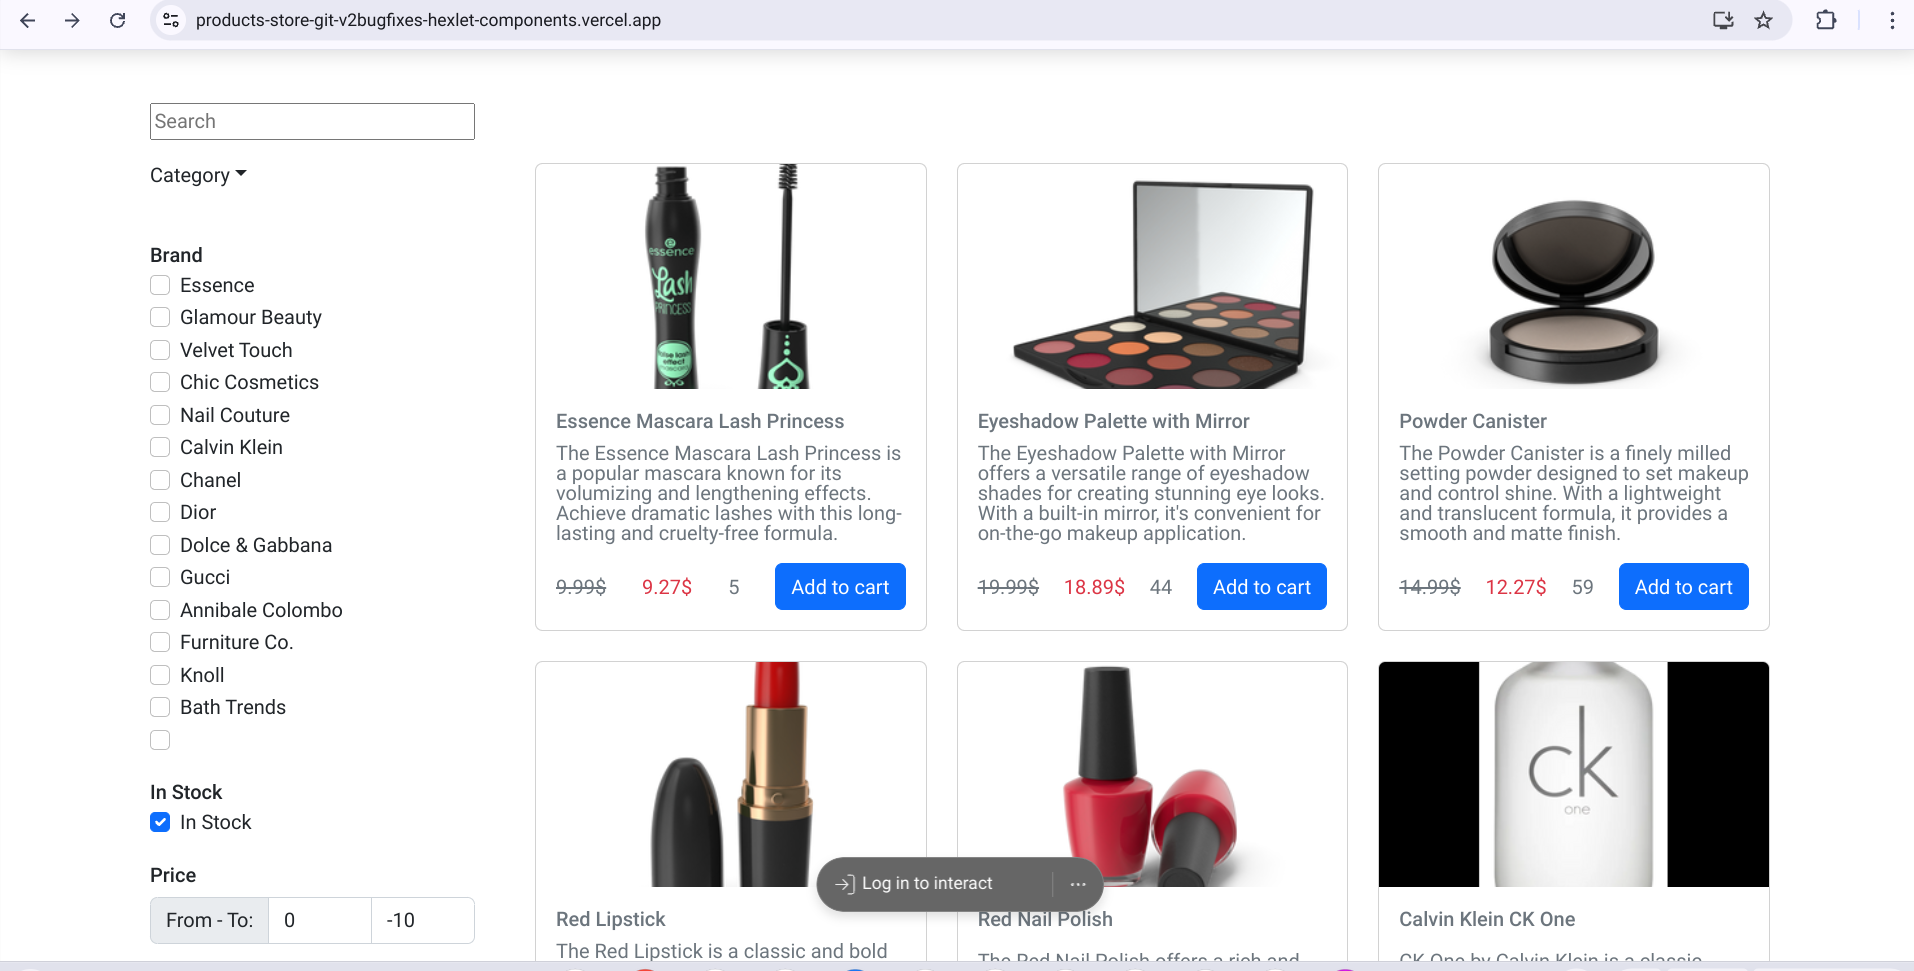 products-store-git-v2bugfixes-hexlet-components.vercel.app
Search
Category
Brand
Essence
Glamour Beauty
Velvet Touch
Chic Cosmetics
Nail Couture
Calvin Klein
Chanel
Dior
Dolce & Gabbana
Gucci
Annibale Colombo
Furniture Co.
Knoll
Bath Trends
In Stock
In Stock
Price
From - To:
0
-10
essence
Lash
PRINCESS
Essence Mascara Lash Princess
The Essence Mascara Lash Princess is
a popular mascara known for its
volumizing and lengthening effects.
Achieve dramatic lashes with this long-
lasting and cruelty-free formula.
9.99$ 9.27$ 5 Add to cart
Eyeshadow Palette with Mirror
The Eyeshadow Palette with Mirror
offers a versatile range of eyeshadow
shades for creating stunning eye looks.
With a built-in mirror, it's convenient for
on-the-go makeup application.
19.99$ 18.89$ 44 Add to cart
Powder Canister
The Powder Canister is a finely milled
setting powder designed to set makeup
and control shine. With a lightweight
and translucent formula, it provides a
smooth and matte finish.
14.99$ 12.27$ 59 Add to cart
Red Lipstick
The Red Lipstick is a classic and bold
Red Nail Polish
The Red Nail Polish offers a rich and
ck
one
Calvin Klein CK One
CK One by Calvin Klein is a classic
Log in to interact